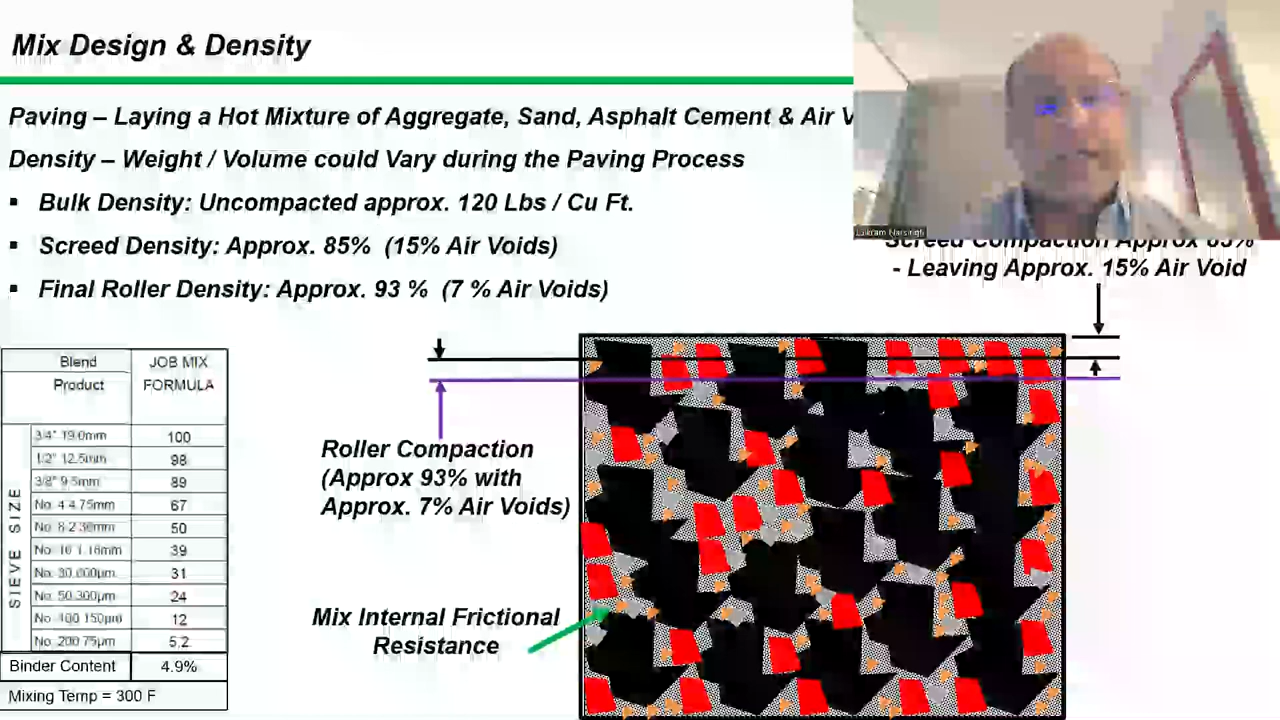 Mix Design & Density
Paving – Laying a Hot Mixture of Aggregate, Sand, Asphalt Cement & Air V
Density – Weight / Volume could Vary during the Paving Process
▪ Bulk Density: Uncompacted approx. 120 Lbs / Cu Ft.
▪ Screed Density: Approx. 85% (15% Air Voids)
▪ Final Roller Density: Approx. 93 % (7 % Air Voids)
Lalkram Narsingh
Screed Compaction Approx 85%
- Leaving Approx. 15% Air Void
Roller Compaction
(Approx 93% with
Approx. 7% Air Voids)
Mix Internal Frictional
Resistance
Blend JOB MIX
Product FORMULA
SIEVE SIZE
3/4" 19.0mm 100
1/2" 12.5mm 98
3/8" 9.5mm 89
No. 4 4.75mm 67
No. 8 2.36mm 50
No. 16 1.18mm 39
No. 30 600µm 31
No. 50 300µm 24
No. 100 150µm 12
No. 200 75µm 5.2
Binder Content 4.9%
Mixing Temp = 300 F